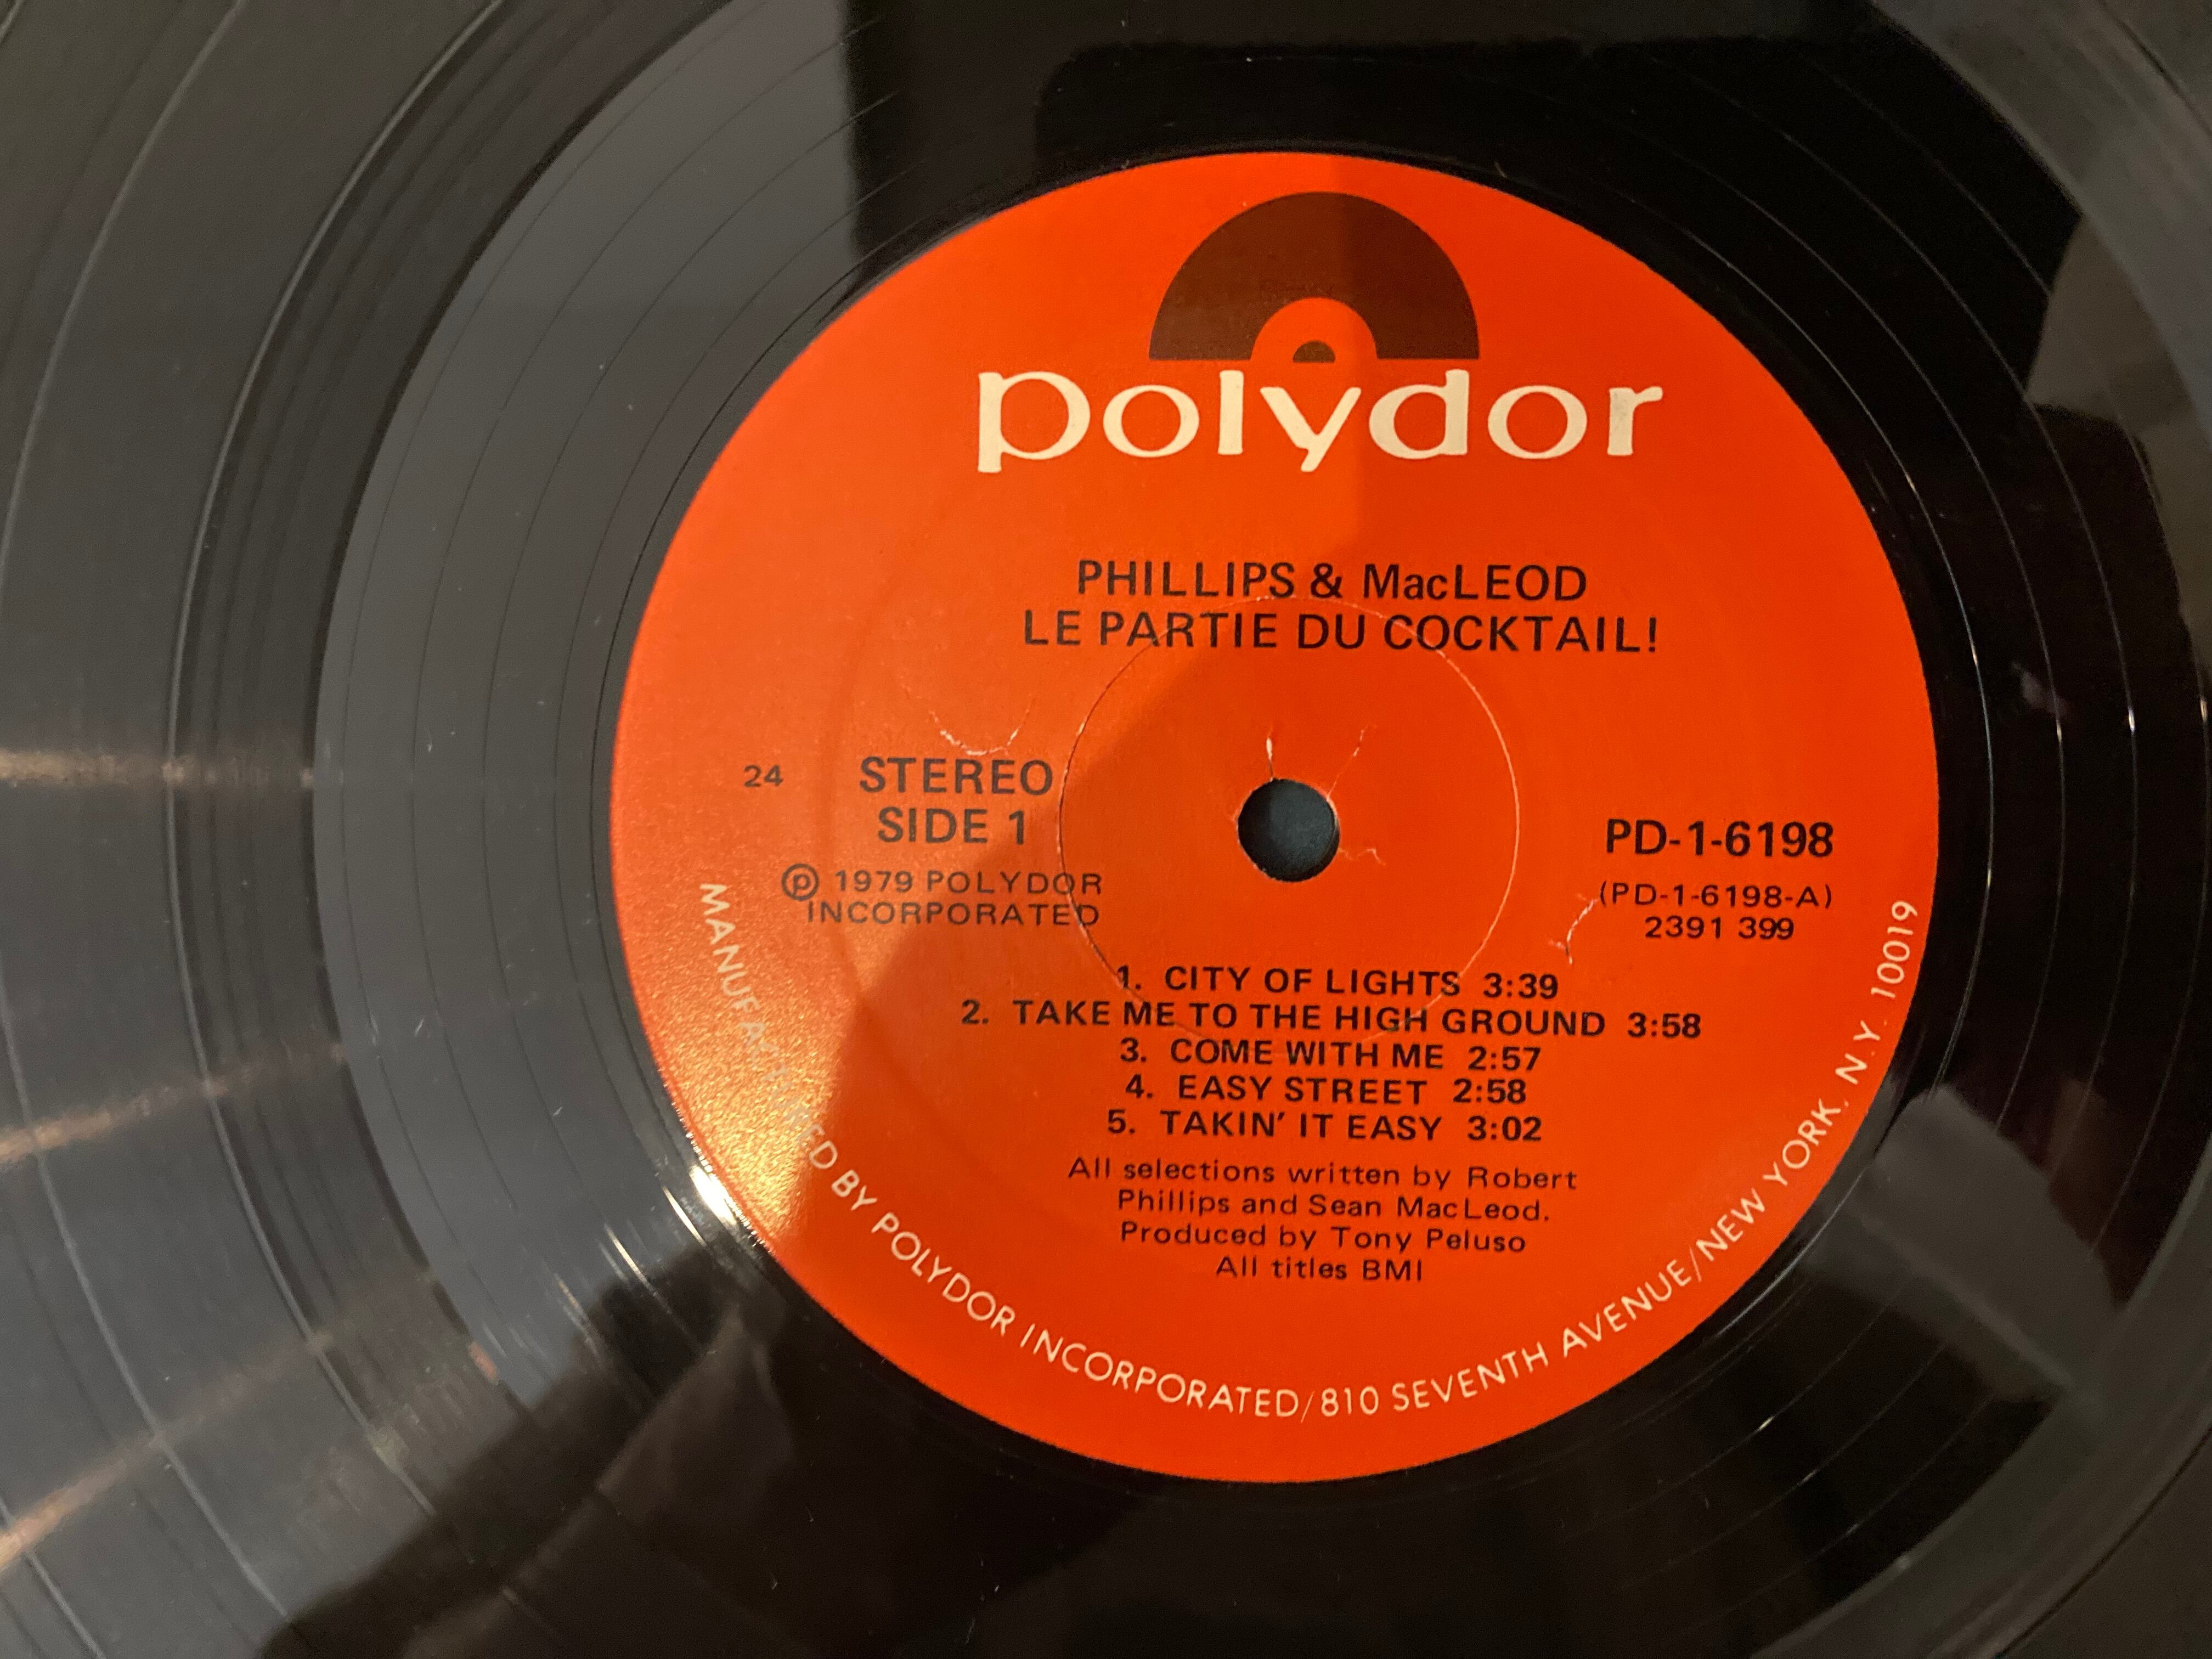 polydor
PHILLIPS & MacLEOD
LE PARTIE DU COCKTAIL!
24
STEREO
SIDE 1
℗ 1979 POLYDOR
INCORPORATED
PD-1-6198
(PD-1-6198-A)
2391 399
1. CITY OF LIGHTS 3:39
2. TAKE ME TO THE HIGH GROUND 3:58
3. COME WITH ME 2:57
4. EASY STREET 2:58
5. TAKIN' IT EASY 3:02
All selections written by Robert
Phillips and Sean MacLeod.
Produced by Tony Peluso
All titles BMI
MANUFACTURED BY POLYDOR INCORPORATED/810 SEVENTH AVENUE/NEW YORK, N.Y. 10019